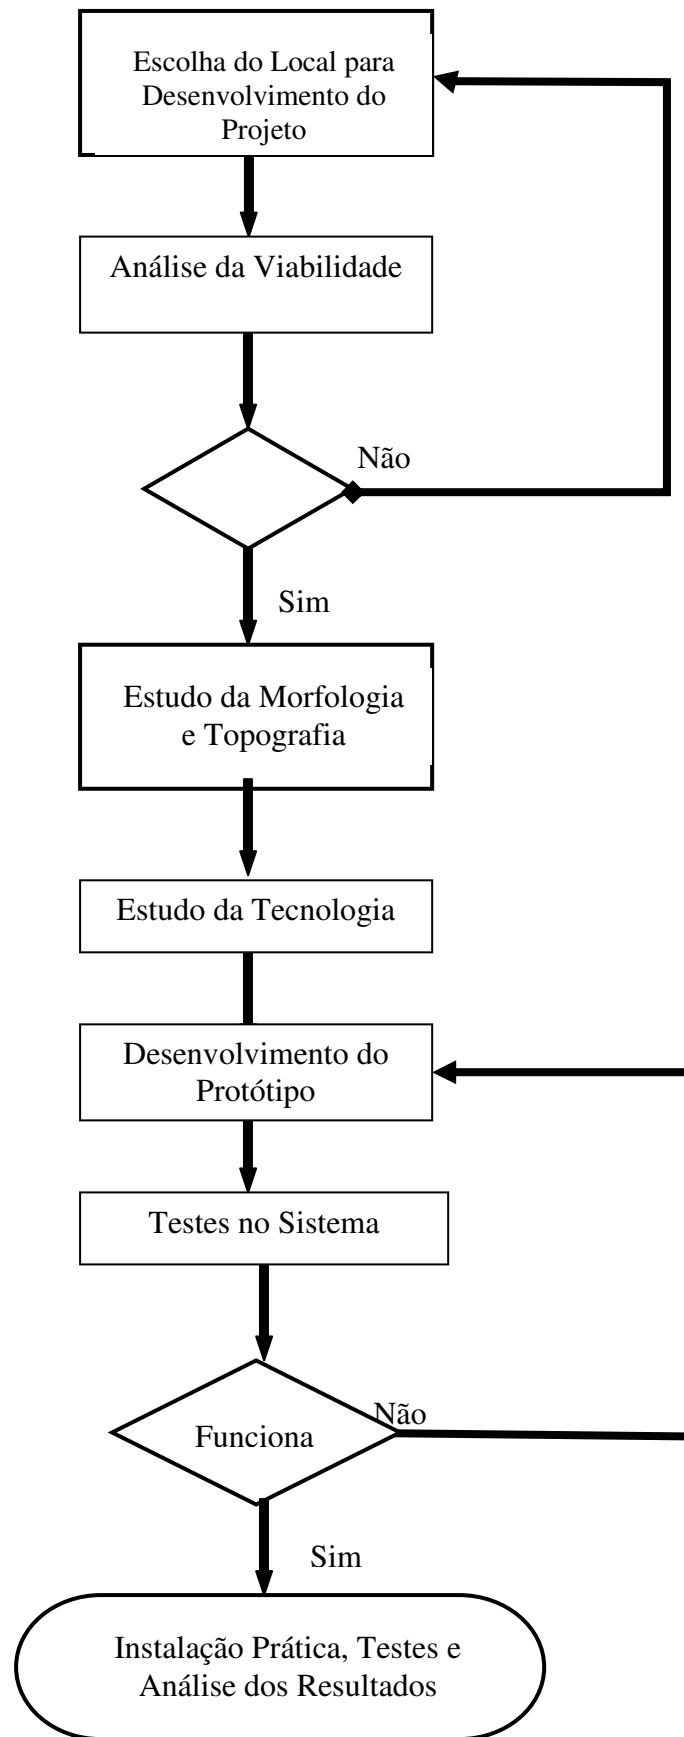 Escolha do Local para
Desenvolvimento do
Projeto
Análise da Viabilidade
Não
Sim
Estudo da Morfologia
e Topografia
Estudo da Tecnologia
Desenvolvimento do
Protótipo
Testes no Sistema
Não
Funciona
Sim
Instalação Prática, Testes e
Análise dos Resultados